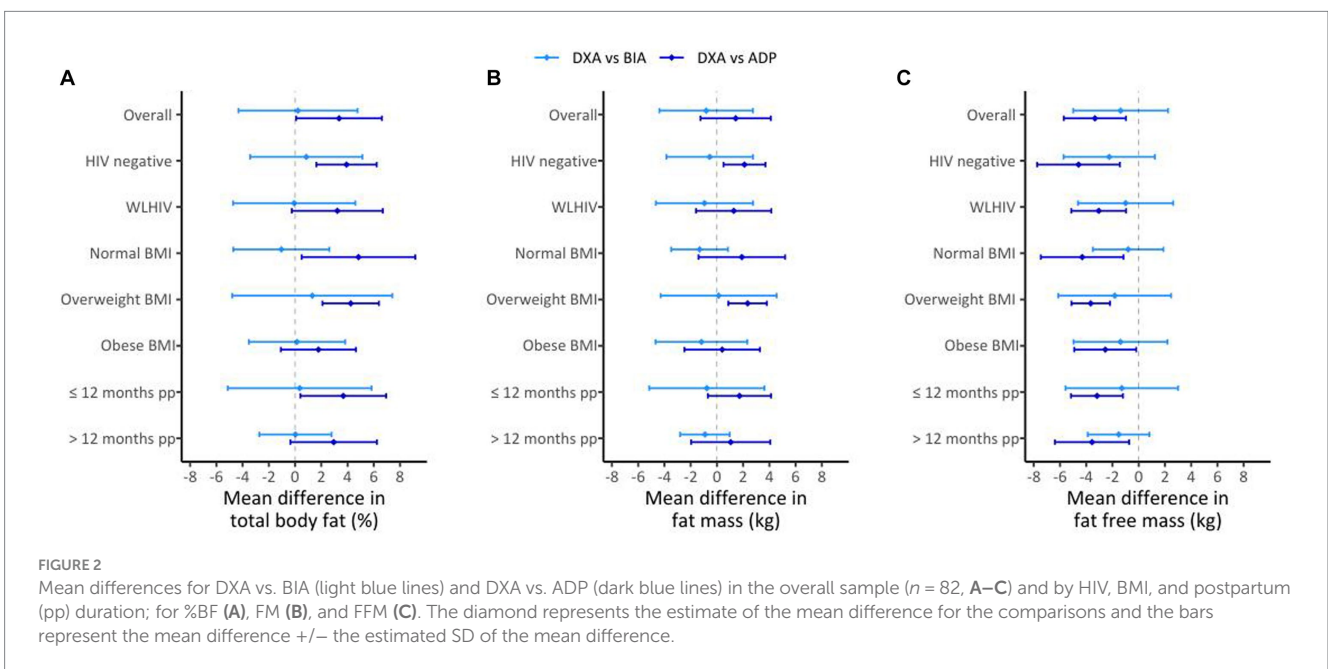 DXA vs BIA DXA vs ADP
A
Overall
HIV negative
WLHIV
Normal BMI
Overweight BMI
Obese BMI
≤ 12 months pp
> 12 months pp
-8 -6 -4 -2 0 2 4 6 8
Mean difference in
total body fat (%)
B
Overall
HIV negative
WLHIV
Normal BMI
Overweight BMI
Obese BMI
≤ 12 months pp
> 12 months pp
-8 -6 -4 -2 0 2 4 6 8
Mean difference in
fat mass (kg)
C
Overall
HIV negative
WLHIV
Normal BMI
Overweight BMI
Obese BMI
≤ 12 months pp
> 12 months pp
-8 -6 -4 -2 0 2 4 6 8
Mean difference in
fat free mass (kg)
FIGURE 2
Mean differences for DXA vs. BIA (light blue lines) and DXA vs. ADP (dark blue lines) in the overall sample (n = 82, A–C) and by HIV, BMI, and postpartum
(pp) duration; for %BF (A), FM (B), and FFM (C). The diamond represents the estimate of the mean difference for the comparisons and the bars
represent the mean difference +/− the estimated SD of the mean difference.